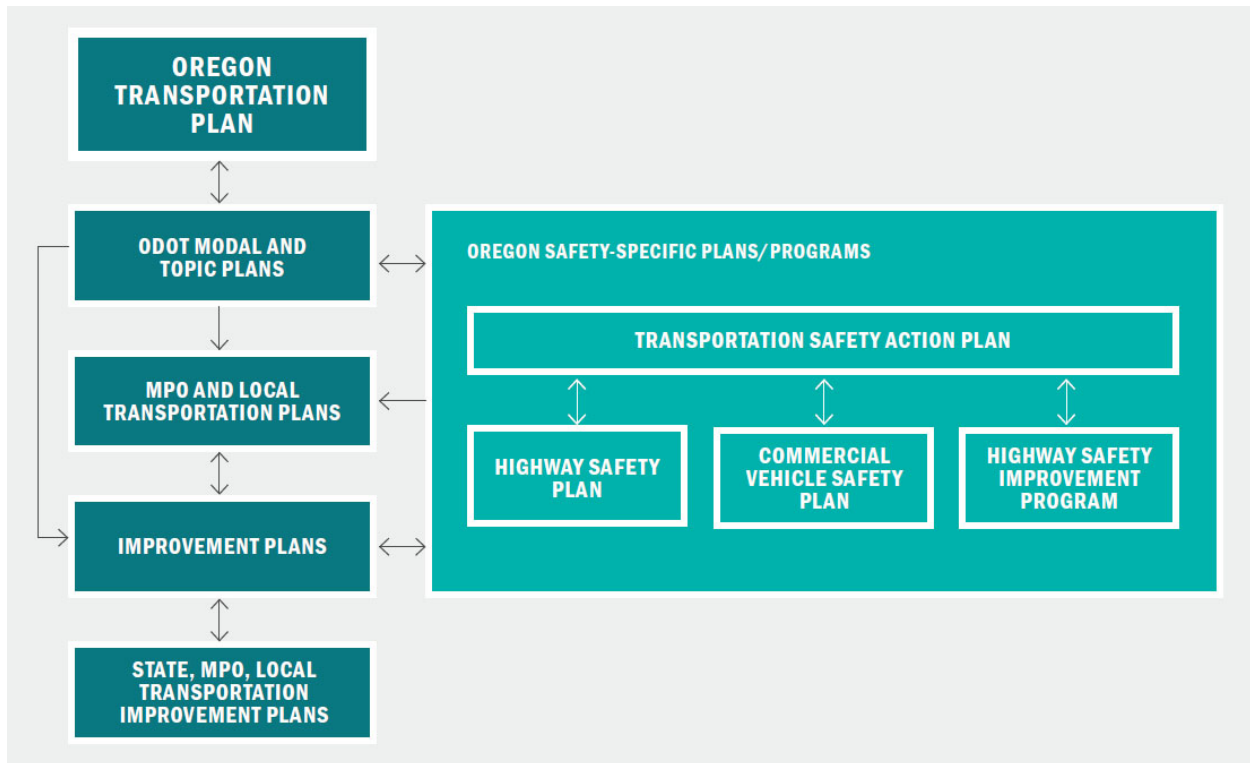 OREGON
TRANSPORTATION
PLAN
ODOT MODAL AND
TOPIC PLANS
MPO AND LOCAL
TRANSPORTATION PLANS
IMPROVEMENT PLANS
STATE, MPO, LOCAL
TRANSPORTATION
IMPROVEMENT PLANS
OREGON SAFETY-SPECIFIC PLANS/PROGRAMS
TRANSPORTATION SAFETY ACTION PLAN
HIGHWAY SAFETY
PLAN
COMMERCIAL
VEHICLE SAFETY
PLAN
HIGHWAY SAFETY
IMPROVEMENT
PROGRAM